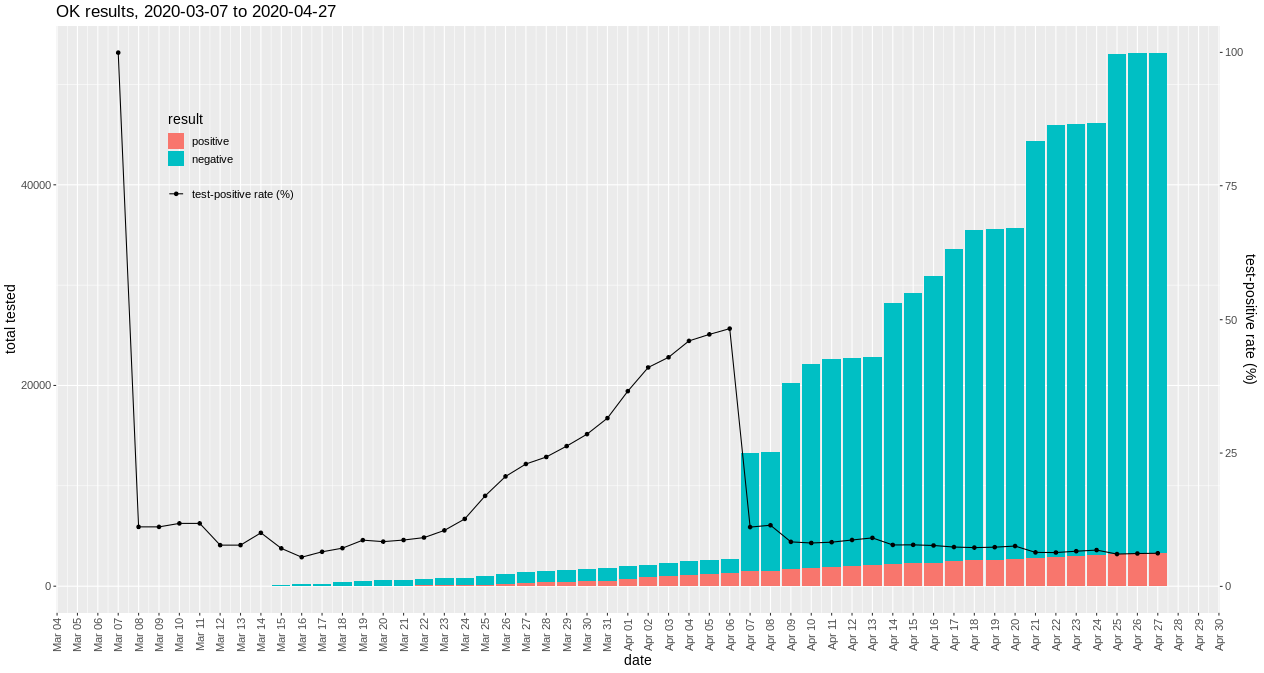 OK results, 2020-03-07 to 2020-04-27
result
positive
negative
test-positive rate (%)
total tested
40000
20000
0
100
75
50
25
0
test-positive rate (%)
Mar 04
Mar 05
Mar 06
Mar 07
Mar 08
Mar 09
Mar 10
Mar 11
Mar 12
Mar 13
Mar 14
Mar 15
Mar 16
Mar 17
Mar 18
Mar 19
Mar 20
Mar 21
Mar 22
Mar 23
Mar 24
Mar 25
Mar 26
Mar 27
Mar 28
Mar 29
Mar 30
Mar 31
Apr 01
Apr 02
Apr 03
Apr 04
Apr 05
Apr 06
Apr 07
Apr 08
Apr 09
Apr 10
Apr 11
Apr 12
Apr 13
Apr 14
Apr 15
Apr 16
Apr 17
Apr 18
Apr 19
Apr 20
Apr 21
Apr 22
Apr 23
Apr 24
Apr 25
Apr 26
Apr 27
Apr 28
Apr 29
Apr 30
date